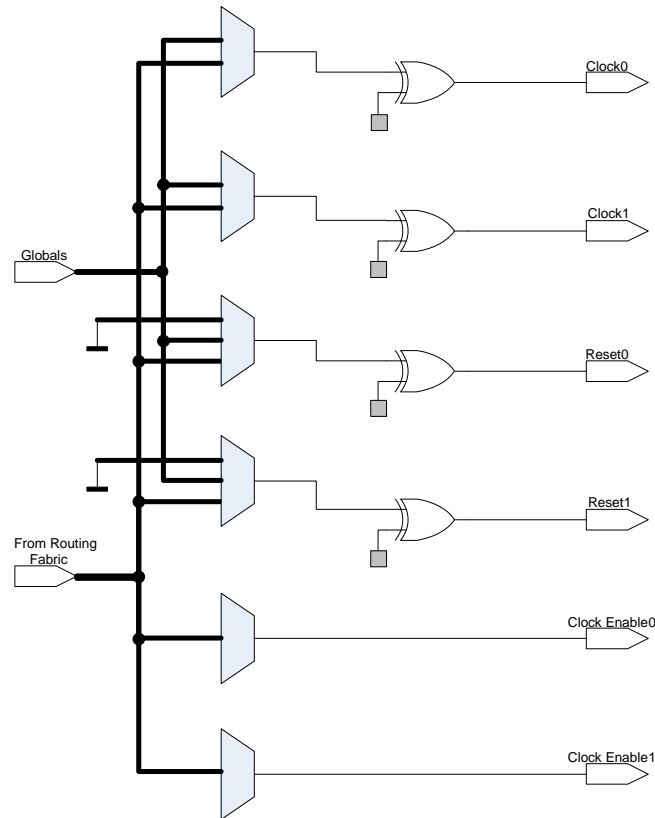 Clock0
Clock1
Globals
Reset0
Reset1
From Routing
Fabric
Clock Enable0
Clock Enable1